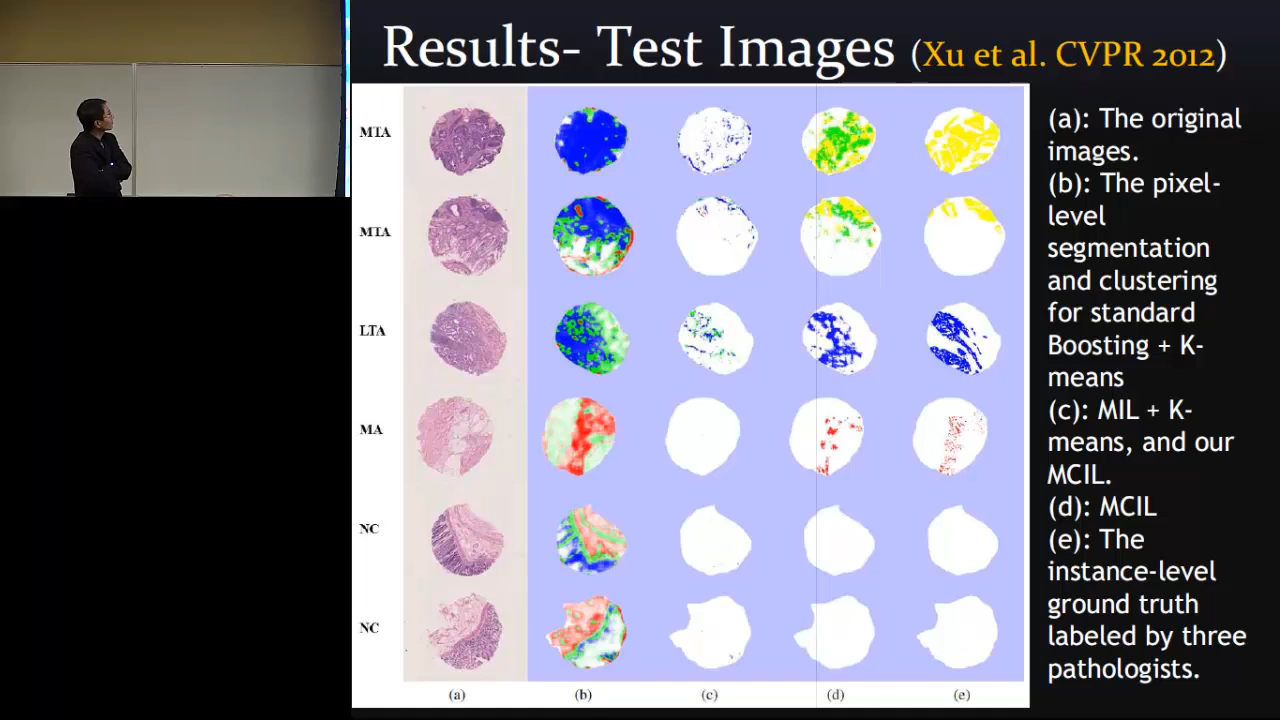 Results- Test Images (Xu et al. CVPR 2012)
MTA
MTA
LTA
MA
NC
NC
(a) (b) (c) (d) (e)
(a): The original
images.
(b): The pixel-
level
segmentation
and clustering
for standard
Boosting + K-
means
(c): MIL + K-
means, and our
MCIL.
(d): MCIL
(e): The
instance-level
ground truth
labeled by three
pathologists.